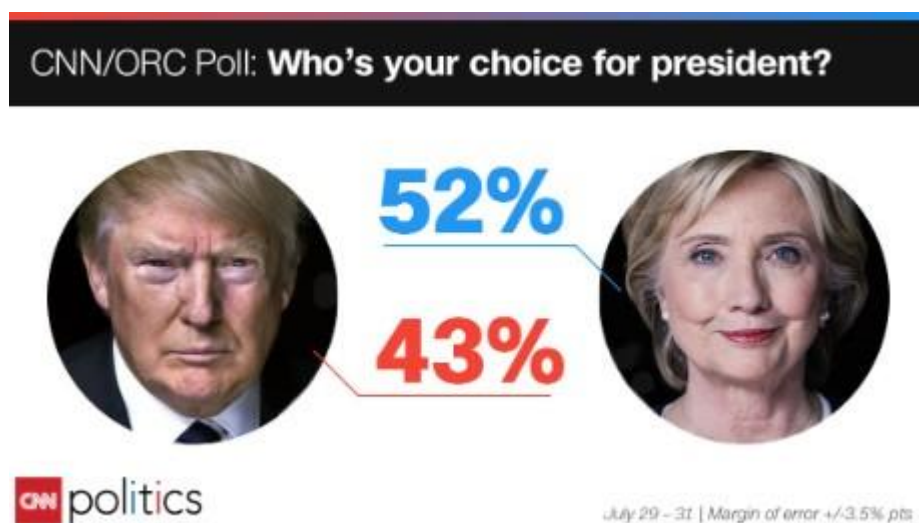 CNN/ORC Poll: Who's your choice for president?
52%
43%
CNN politics
July 29 - 31 | Margin of error +/-3.5% pts